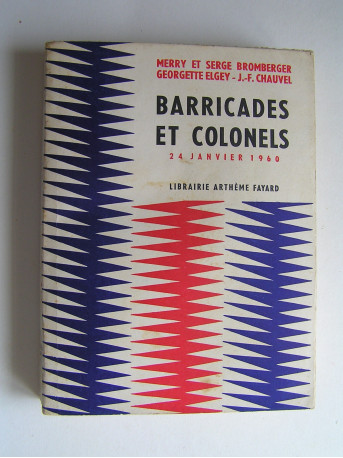 MERRY ET SERGE BROMBERGER
GEORGETTE ELGEY - J.-F. CHAUVEL
BARRICADES
ET COLONELS
24 JANVIER 1960
LIBRAIRIE ARTHÈME FAYARD